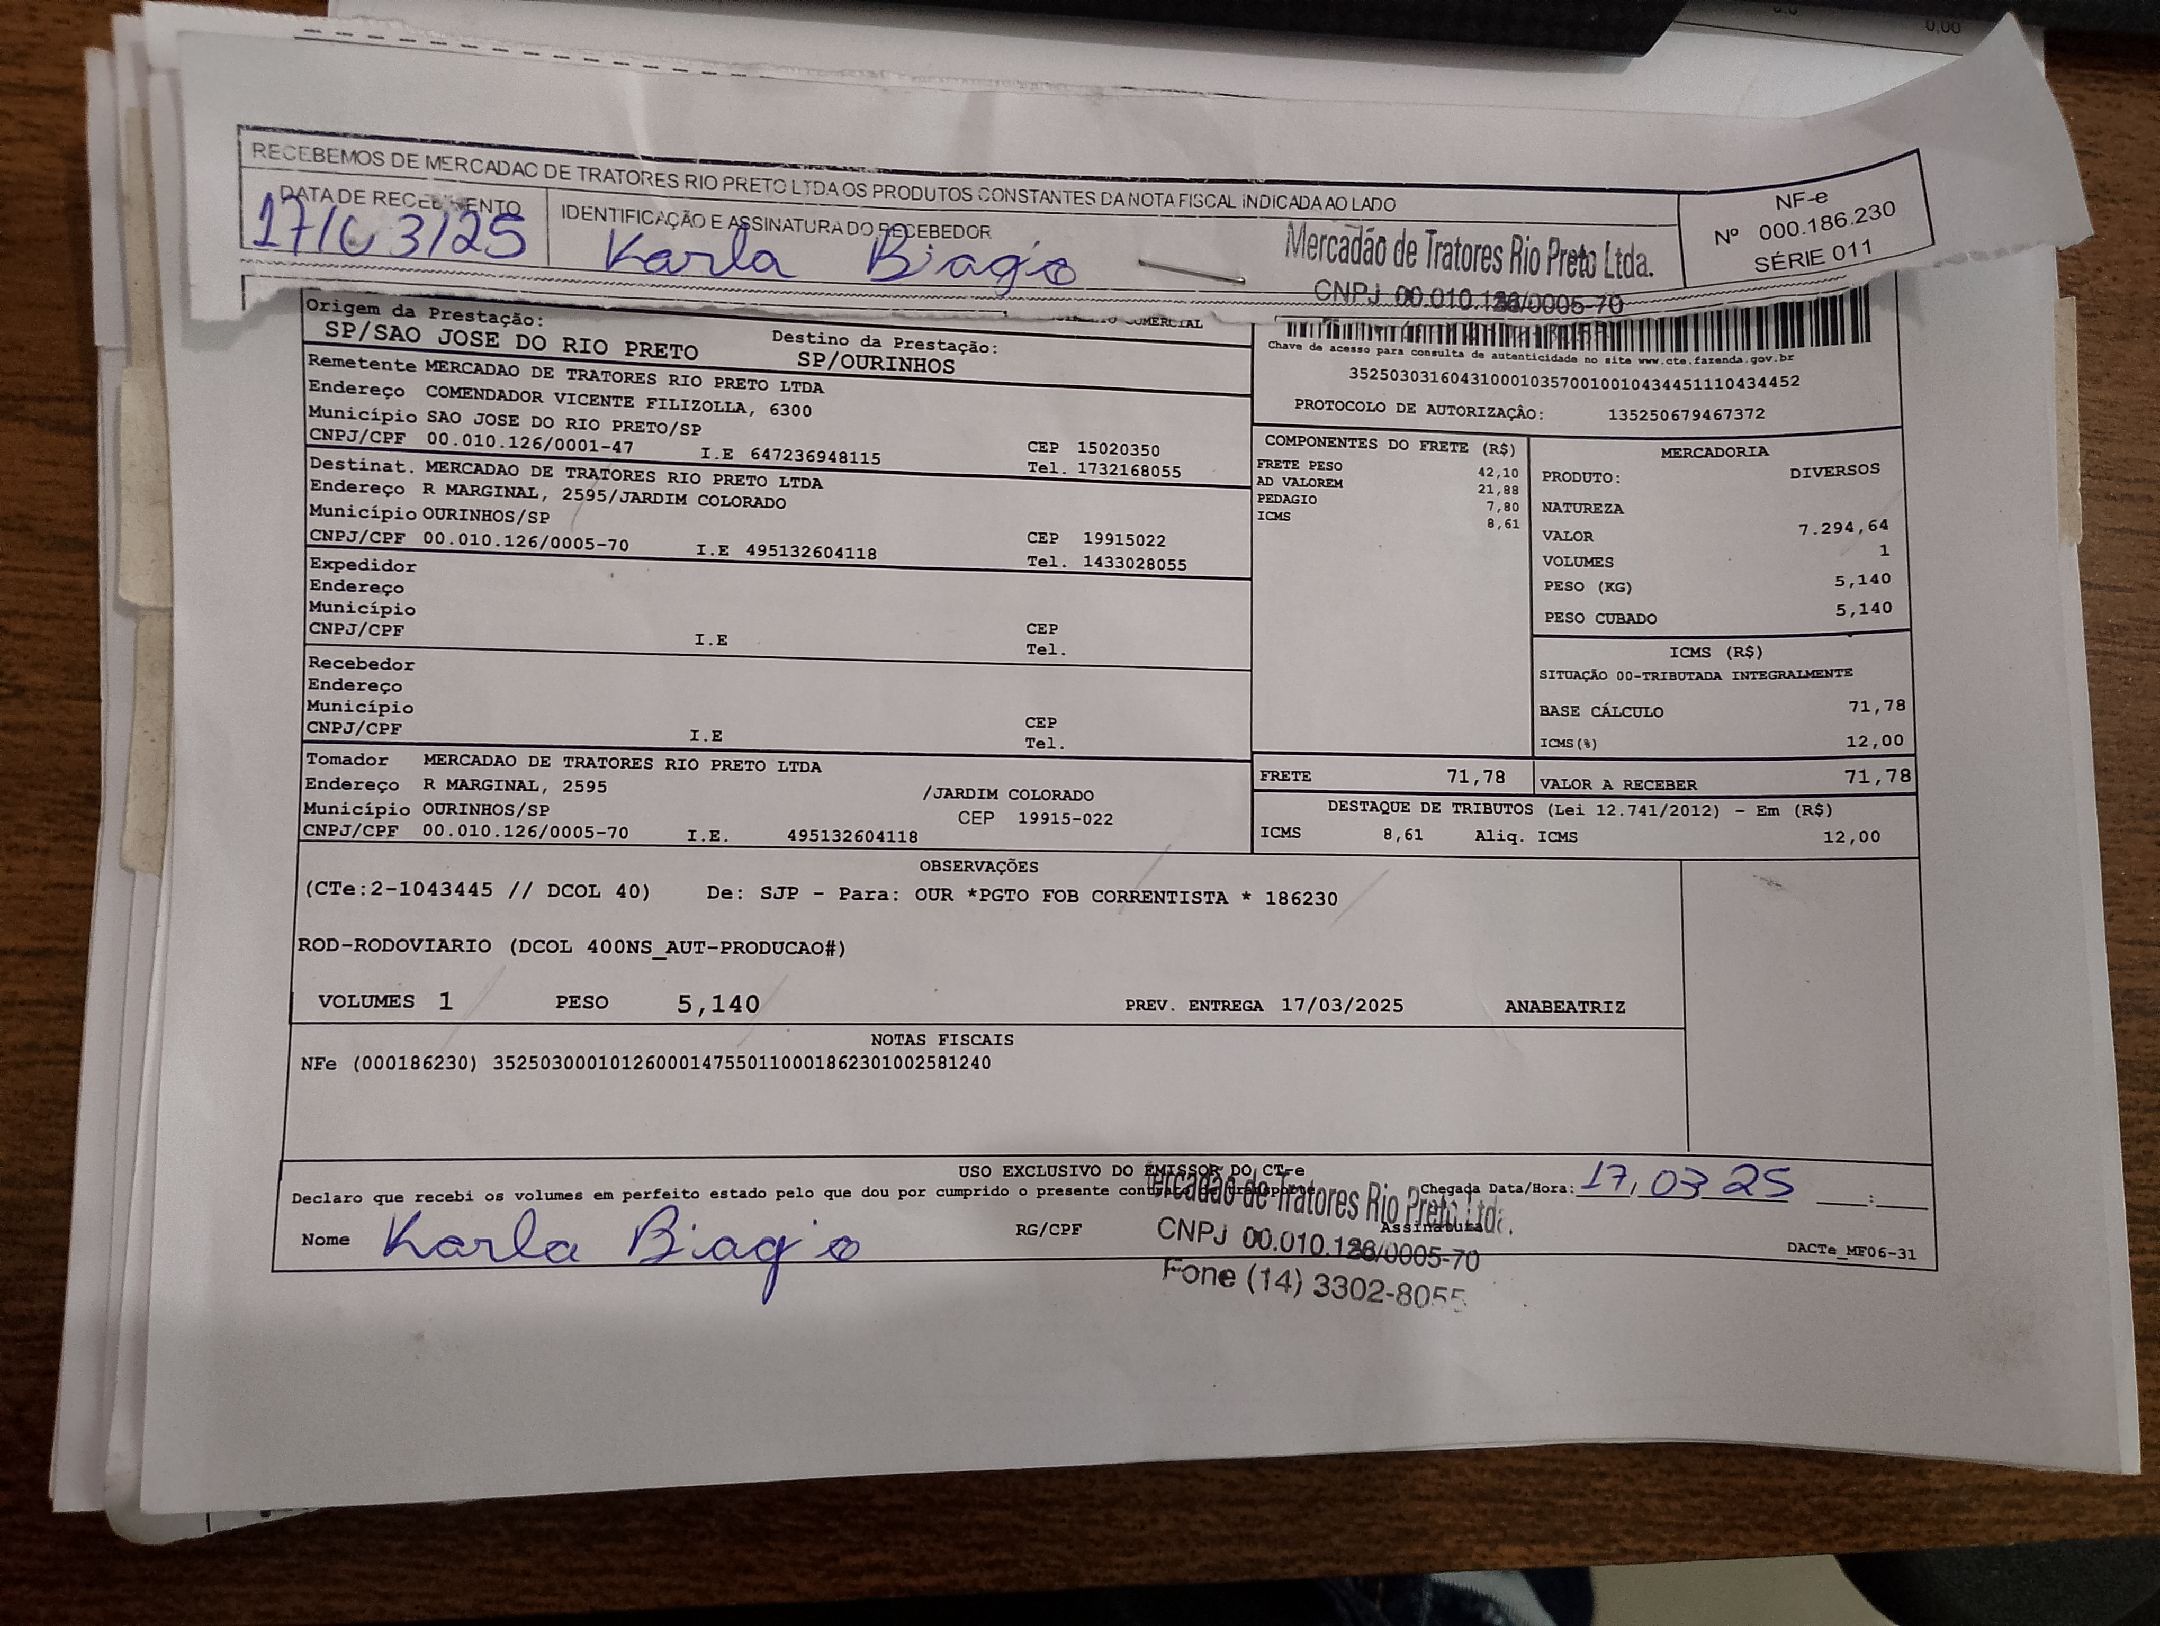 0,00
RECEBEMOS DE MERCADAO DE TRATORES RIO PRETO LTDA OS PRODUTOS CONSTANTES DA NOTA FISCAL INDICADA AO LADO
DATA DE RECEBIMENTO
17/03/25
IDENTIFICAÇÃO E ASSINATURA DO RECEBEDOR
Karla Biagio
Mercadão de Tratores Rio Preto Ltda.
CNPJ 00.010.126/0005-70
NF-e
Nº 000.186.230
SÉRIE 011
Origem da Prestação:
SP/SAO JOSE DO RIO PRETO
COMERCIAL
Destino da Prestação:
SP/OURINHOS
Remetente MERCADAO DE TRATORES RIO PRETO LTDA
Endereço COMENDADOR VICENTE FILIZOLLA, 6300
Município SAO JOSE DO RIO PRETO/SP
CNPJ/CPF 00.010.126/0001-47 I.E 647236948115
CEP 15020350
Tel. 1732168055
Destinat. MERCADAO DE TRATORES RIO PRETO LTDA
Endereço R MARGINAL, 2595/JARDIM COLORADO
Município OURINHOS/SP
CNPJ/CPF 00.010.126/0005-70 I.E 495132604118
CEP 19915022
Tel. 1433028055
Expedidor
Endereço
Município
CNPJ/CPF I.E
CEP
Tel.
Recebedor
Endereço
Município
CNPJ/CPF I.E
CEP
Tel.
Tomador MERCADAO DE TRATORES RIO PRETO LTDA
Endereço R MARGINAL, 2595 /JARDIM COLORADO
Município OURINHOS/SP CEP 19915-022
CNPJ/CPF 00.010.126/0005-70 I.E. 495132604118
Chave de acesso para consulta de autenticidade no site www.cte.fazenda.gov.br
35250303160431000103570010010434451110434452
PROTOCOLO DE AUTORIZAÇÃO: 135250679467372
COMPONENTES DO FRETE (R$)
FRETE PESO 42,10
AD VALOREM 21,88
PEDAGIO 7,80
ICMS 8,61
MERCADORIA
PRODUTO: DIVERSOS
NATUREZA
VALOR 7.294,64
VOLUMES 1
PESO (KG) 5,140
PESO CUBADO 5,140
ICMS (R$)
SITUAÇÃO 00-TRIBUTADA INTEGRALMENTE
BASE CÁLCULO 71,78
ICMS(%) 12,00
FRETE 71,78
VALOR A RECEBER 71,78
DESTAQUE DE TRIBUTOS (Lei 12.741/2012) - Em (R$)
ICMS 8,61 Aliq. ICMS 12,00
OBSERVAÇÕES
(CTe:2-1043445 // DCOL 40) De: SJP - Para: OUR *PGTO FOB CORRENTISTA * 186230
ROD-RODOVIARIO (DCOL 400NS_AUT-PRODUCAO#)
VOLUMES 1 PESO 5,140 PREV. ENTREGA 17/03/2025 ANABEATRIZ
NOTAS FISCAIS
NFe (000186230) 35250300010126000147550110001862301002581240
USO EXCLUSIVO DO EMISSOR DO CT-e
Declaro que recebi os volumes em perfeito estado pelo que dou por cumprido o presente contrato de transporte
Chegada Data/Hora: 17,03 25 :
Nome Karla Biagio RG/CPF Assinatura
Mercadão de Tratores Rio Preto Ltda.
CNPJ 00.010.126/0005-70
Fone (14) 3302-8055
DACTe_MF06-31